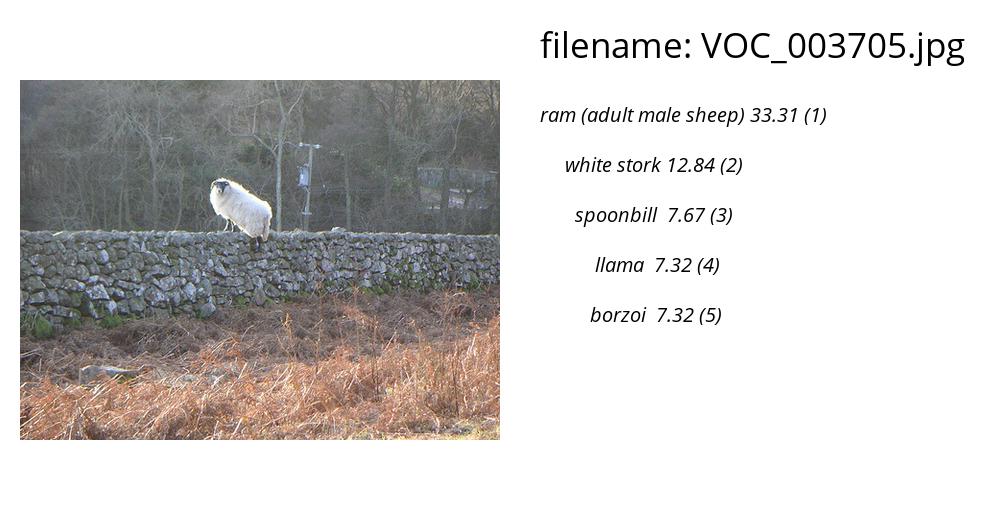 filename: VOC_003705.jpg
ram (adult male sheep) 33.31 (1)
white stork 12.84 (2)
spoonbill 7.67 (3)
llama 7.32 (4)
borzoi 7.32 (5)